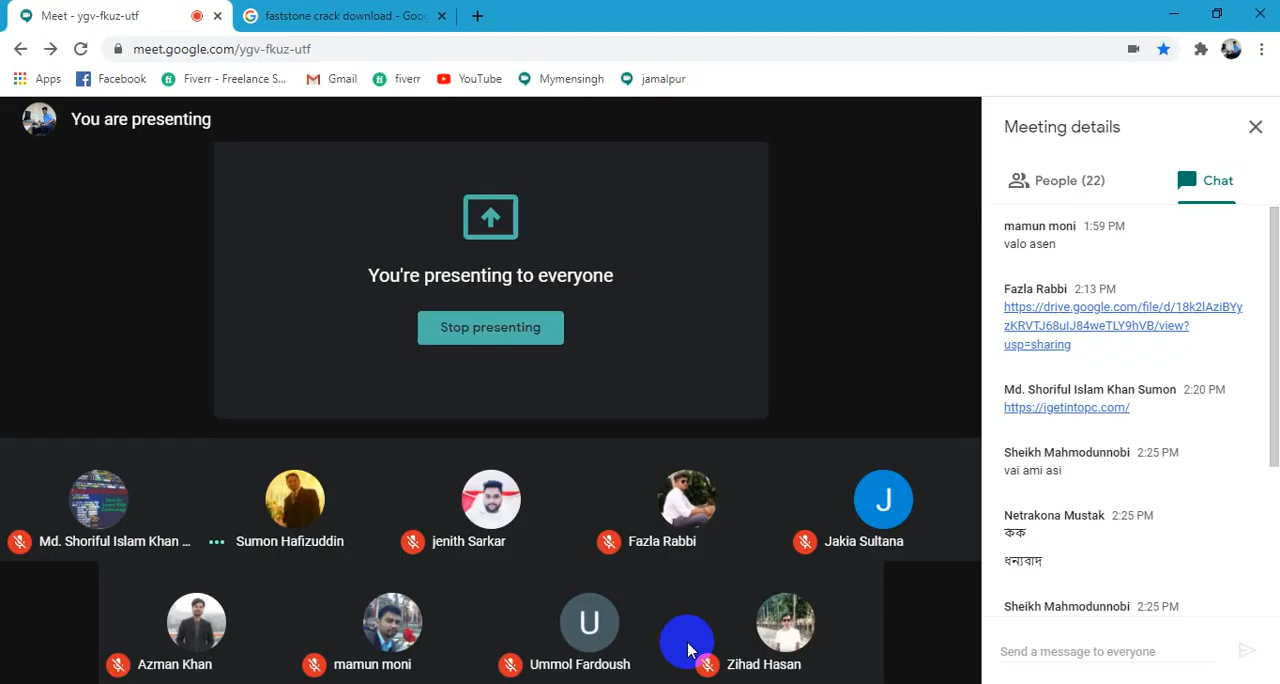 Meet - ygv-fkuz-utf
faststone crack download - Goo
meet.google.com/ygv-fkuz-utf
Apps
Facebook
Fiverr - Freelance S...
Gmail
fiverr
YouTube
Mymensingh
jamalpur
You are presenting
You're presenting to everyone
Stop presenting
Md. Shoriful Islam Khan ...
Sumon Hafizuddin
jenith Sarkar
Fazla Rabbi
J
Jakia Sultana
Azman Khan
mamun moni
U
Ummol Fardoush
Zihad Hasan
Meeting details
People (22)
Chat
mamun moni 1:59 PM
valo asen
Fazla Rabbi 2:13 PM
https://drive.google.com/file/d/18k2lAziBYy
zKRVTJ68uIJ84weTLY9hVB/view?
usp=sharing
Md. Shoriful Islam Khan Sumon 2:20 PM
https://igetintopc.com/
Sheikh Mahmodunnobi 2:25 PM
vai ami asi
Netrakona Mustak 2:25 PM
কক
ধন্যবাদ
Sheikh Mahmodunnobi 2:25 PM
Send a message to everyone